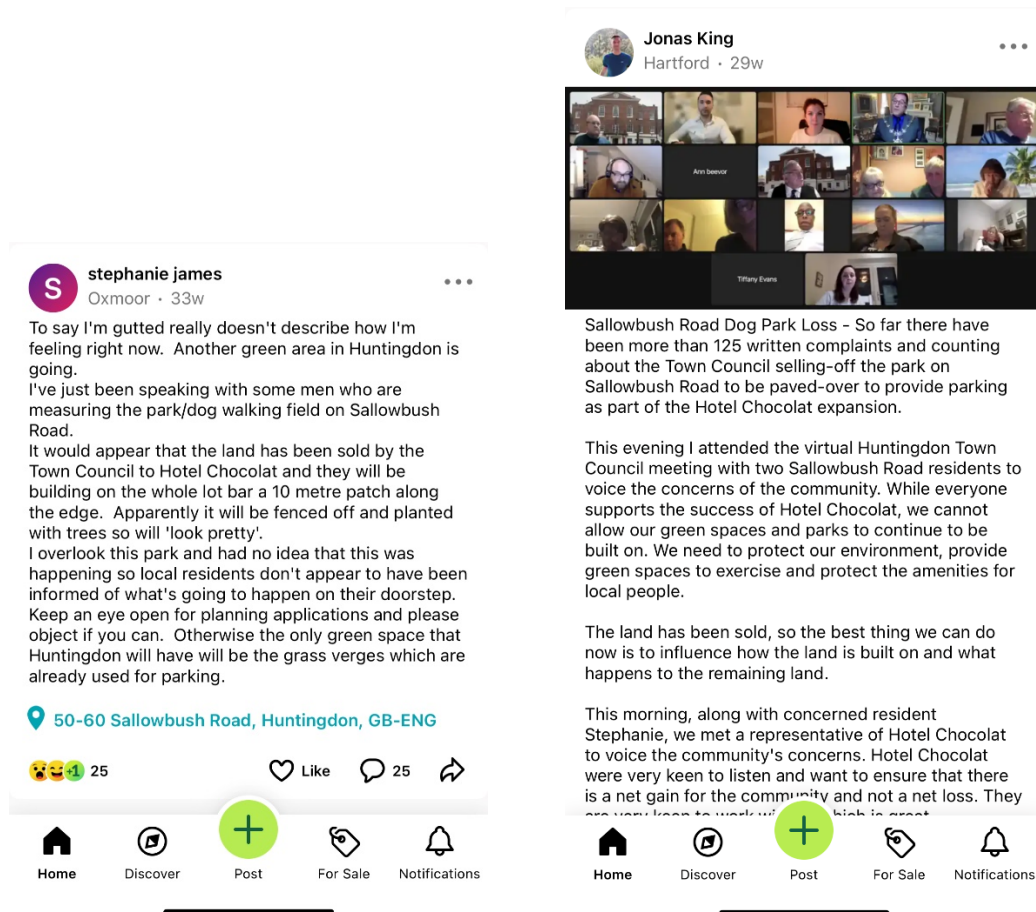 S
stephanie james
Oxmoor • 33w
To say I'm gutted really doesn't describe how I'm
feeling right now. Another green area in Huntingdon is
going.
I've just been speaking with some men who are
measuring the park/dog walking field on Sallowbush
Road.
It would appear that the land has been sold by the
Town Council to Hotel Chocolat and they will be
building on the whole lot bar a 10 metre patch along
the edge. Apparently it will be fenced off and planted
with trees so will 'look pretty'.
I overlook this park and had no idea that this was
happening so local residents don't appear to have been
informed of what's going to happen on their doorstep.
Keep an eye open for planning applications and please
object if you can. Otherwise the only green space that
Huntingdon will have will be the grass verges which are
already used for parking.
50-60 Sallowbush Road, Huntingdon, GB-ENG
+1 25 Like 25
Home Discover Post For Sale Notifications
Jonas King
Hartford • 29w
Ann beevor
Tiffany Evans
Sallowbush Road Dog Park Loss - So far there have
been more than 125 written complaints and counting
about the Town Council selling-off the park on
Sallowbush Road to be paved-over to provide parking
as part of the Hotel Chocolat expansion.
This evening I attended the virtual Huntingdon Town
Council meeting with two Sallowbush Road residents to
voice the concerns of the community. While everyone
supports the success of Hotel Chocolat, we cannot
allow our green spaces and parks to continue to be
built on. We need to protect our environment, provide
green spaces to exercise and protect the amenities for
local people.
The land has been sold, so the best thing we can do
now is to influence how the land is built on and what
happens to the remaining land.
This morning, along with concerned resident
Stephanie, we met a representative of Hotel Chocolat
to voice the community's concerns. Hotel Chocolat
were very keen to listen and want to ensure that there
is a net gain for the community and not a net loss. They
Home Discover Post For Sale Notifications